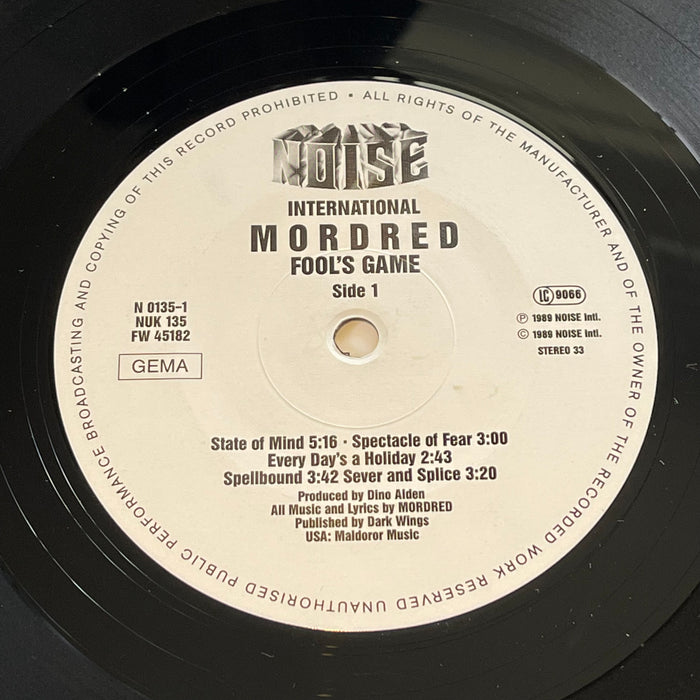 ALL RIGHTS OF THE MANUFACTURER AND OF THE OWNER OF THE RECORDED WORK RESERVED UNAUTHORISED PUBLIC PERFORMANCE BROADCASTING AND COPYING OF THIS RECORD PROHIBITED •
NOISE
INTERNATIONAL
MORDRED
FOOL'S GAME
Side 1
N 0135-1
NUK 135
FW 45182
GEMA
LC 9066
Ⓟ 1989 NOISE Intl.
© 1989 NOISE Intl.
STEREO 33
State of Mind 5:16 · Spectacle of Fear 3:00
Every Day's a Holiday 2:43
Spellbound 3:42 Sever and Splice 3:20
Produced by Dino Alden
All Music and Lyrics by MORDRED
Published by Dark Wings
USA: Maldoror Music